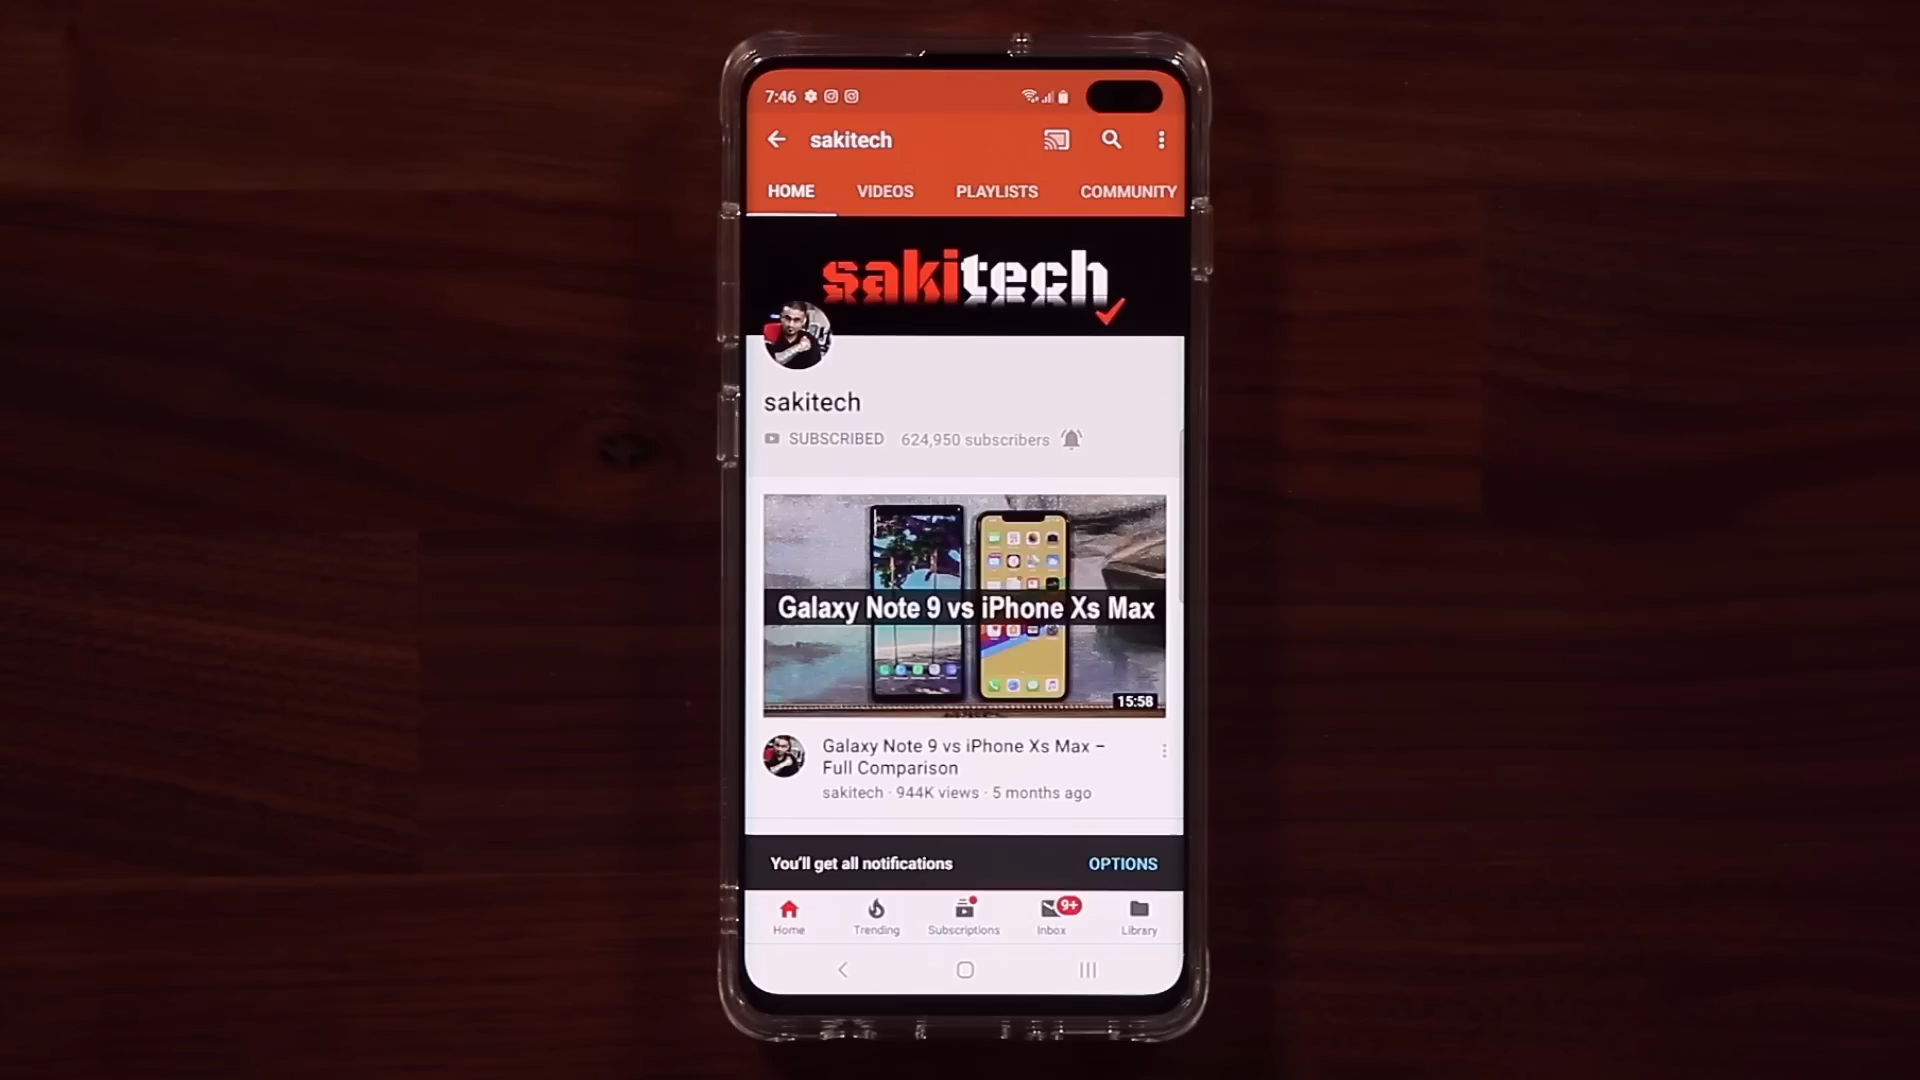 7:46
sakitech
HOME VIDEOS PLAYLISTS COMMUNITY
sakitech
sakitech
SUBSCRIBED 624,950 subscribers
Galaxy Note 9 vs iPhone Xs Max
15:58
Galaxy Note 9 vs iPhone Xs Max –
Full Comparison
sakitech · 944K views · 5 months ago
You'll get all notifications OPTIONS
9+
Home Trending Subscriptions Inbox Library